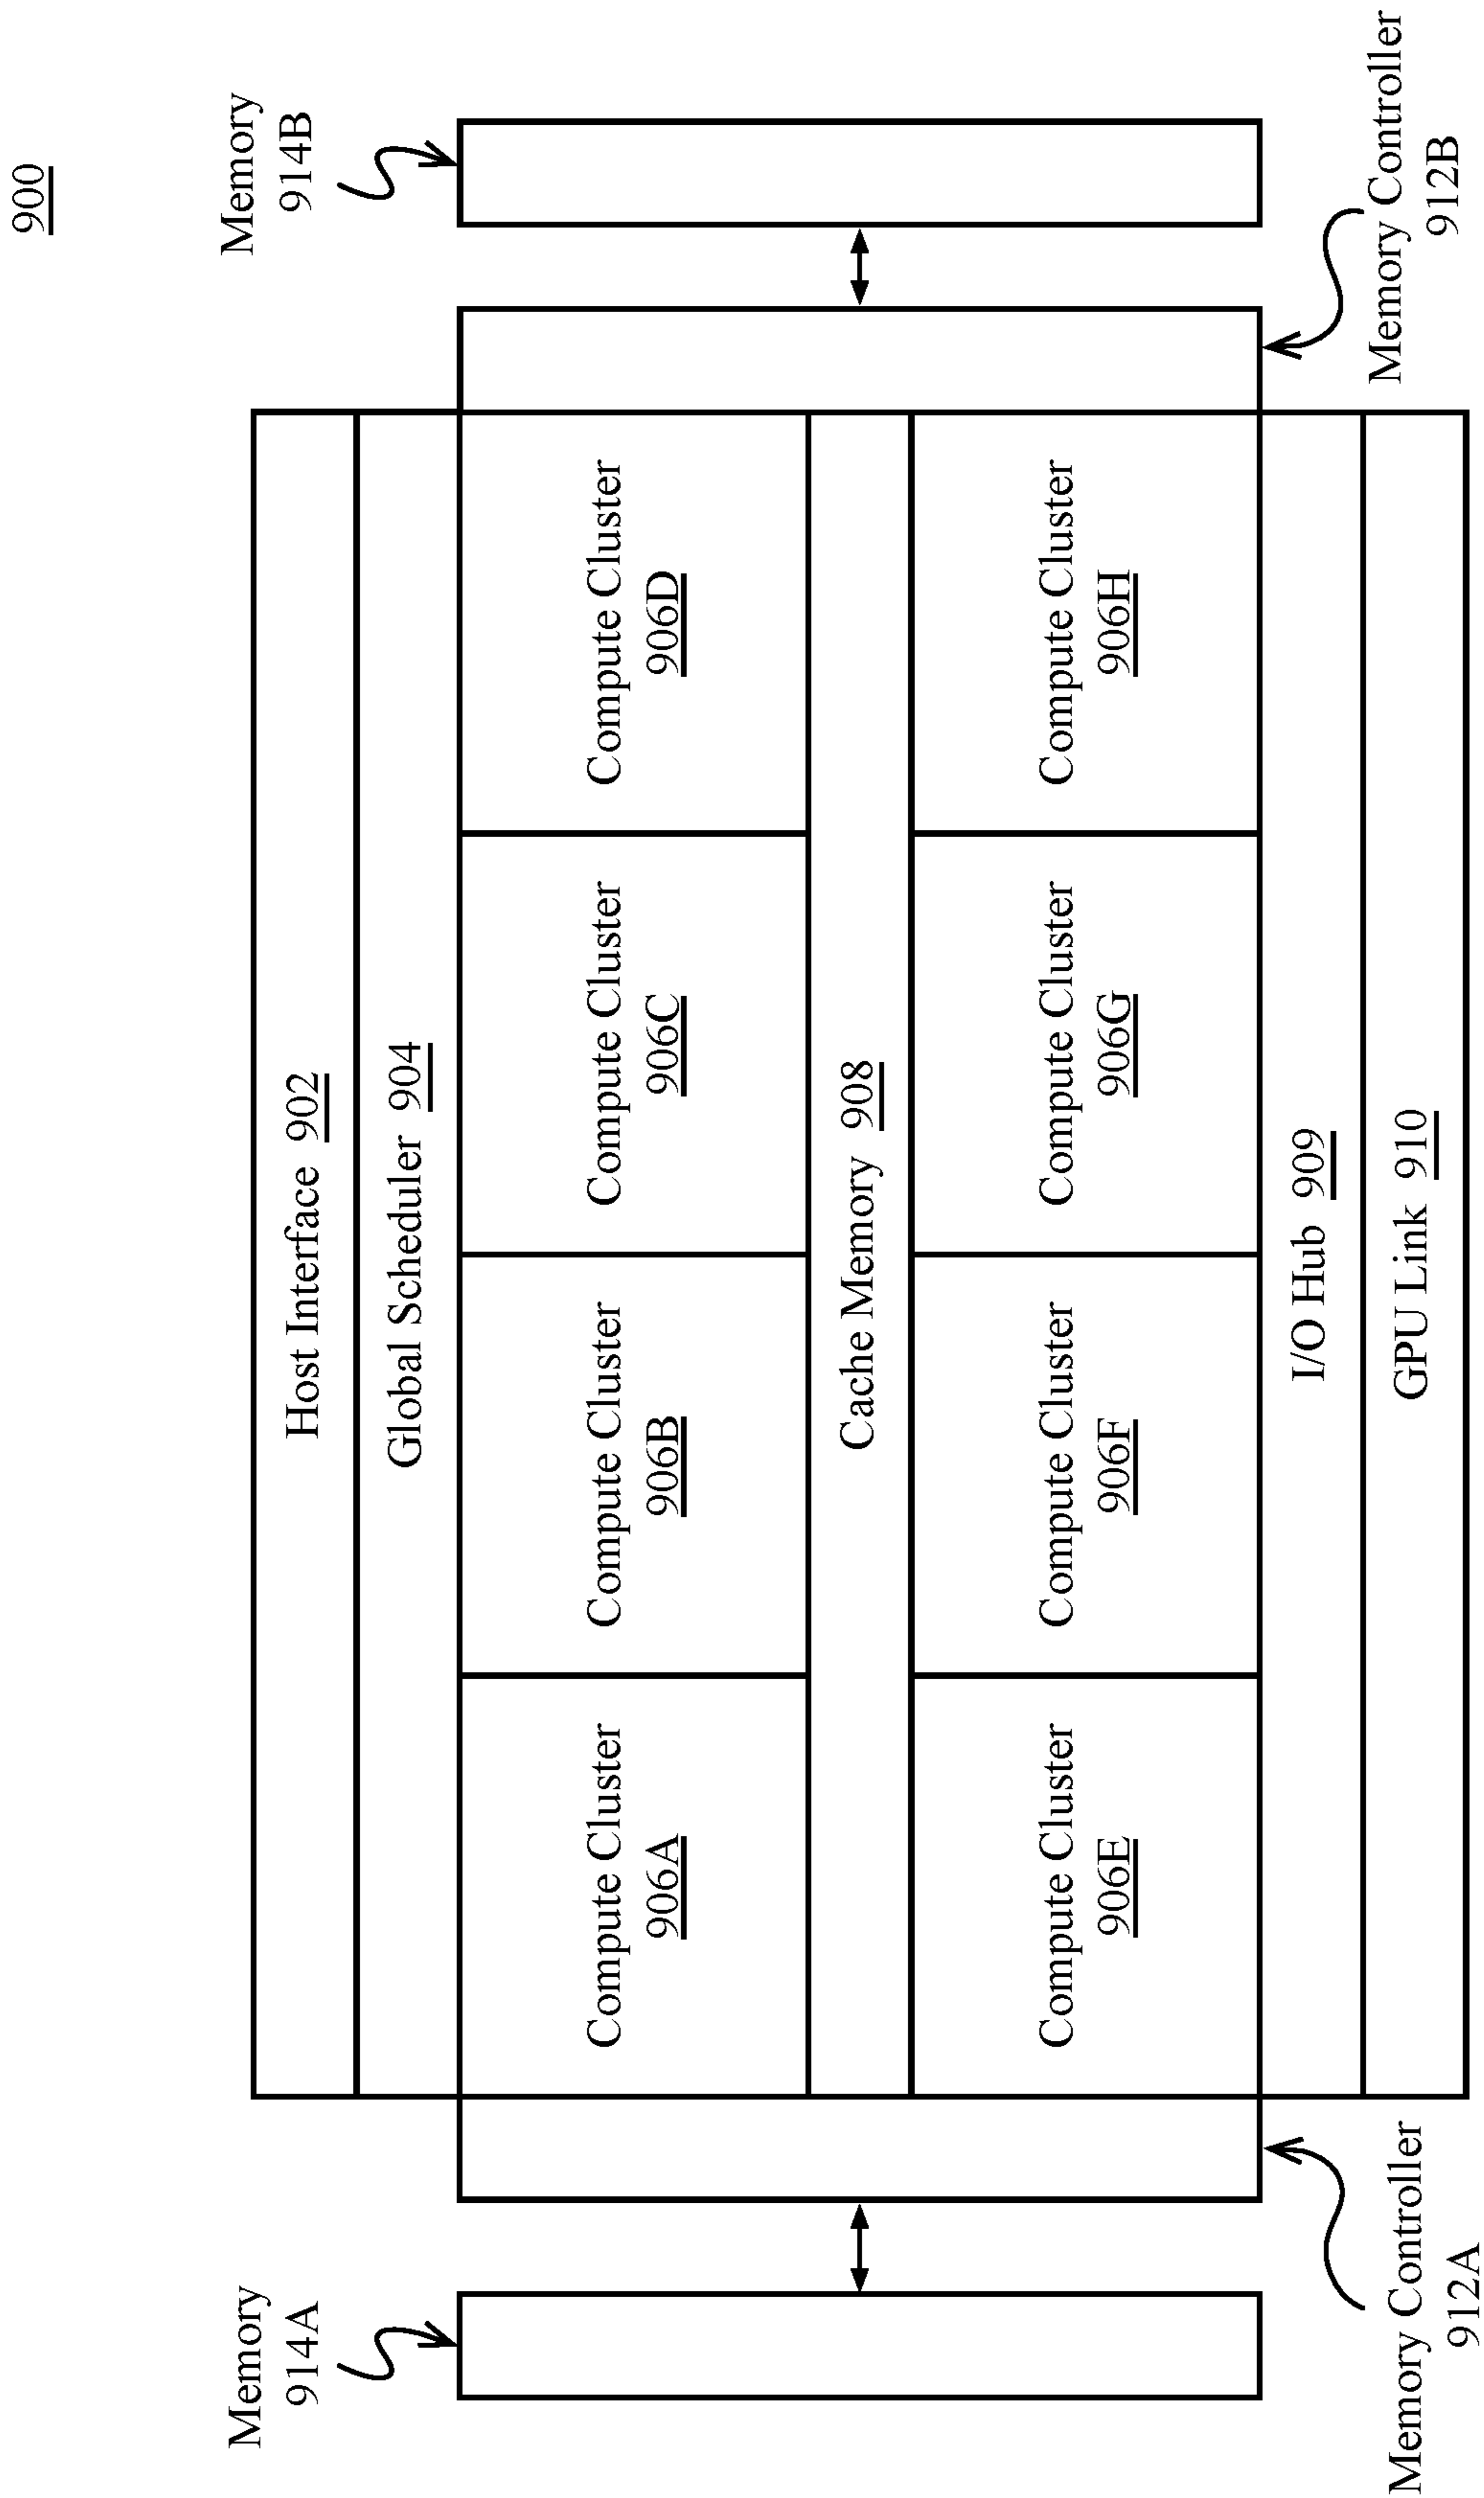 900
Memory
914A
Memory
914B
Host Interface 902
Global Scheduler 904
Compute Cluster
906A
Compute Cluster
906B
Compute Cluster
906C
Compute Cluster
906D
Cache Memory 908
Compute Cluster
906E
Compute Cluster
906F
Compute Cluster
906G
Compute Cluster
906H
I/O Hub 909
GPU Link 910
Memory Controller
912A
Memory Controller
912B